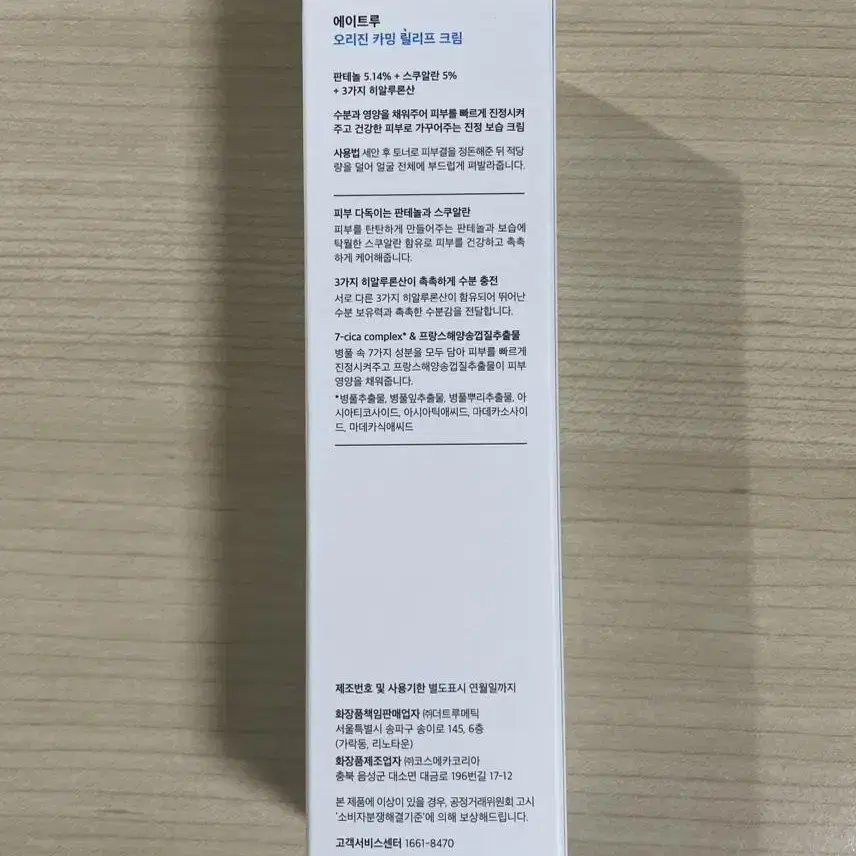 에이트루
오리진 카밍 릴리프 크림
판테놀 5.14% + 스쿠알란 5%
+ 3가지 히알루론산
수분과 영양을 채워주어 피부를 빠르게 진정시켜
주고 건강한 피부로 가꾸어주는 진정 보습 크림
사용법 세안 후 토너로 피부결을 정돈해준 뒤 적당
량을 덜어 얼굴 전체에 부드럽게 펴발라줍니다.
피부 다독이는 판테놀과 스쿠알란
피부를 탄탄하게 만들어주는 판테놀과 보습에
탁월한 스쿠알란 함유로 피부를 건강하고 촉촉
하게 케어해줍니다.
3가지 히알루론산이 촉촉하게 수분 충전
서로 다른 3가지 히알루론산이 함유되어 뛰어난
수분 보유력과 촉촉한 수분감을 전달합니다.
7-cica complex* & 프랑스해양송껍질추출물
병풀 속 7가지 성분을 모두 담아 피부를 빠르게
진정시켜주고 프랑스해양송껍질추출물이 피부
영양을 채워줍니다.
*병풀추출물, 병풀잎추출물, 병풀뿌리추출물, 아
시아티코사이드, 아시아틱애씨드, 마데카소사이
드, 마데카식애씨드
제조번호 및 사용기한 별도표시 연월일까지
화장품책임판매업자 ㈜더트루메틱
서울특별시 송파구 송이로 145, 6층
(가락동, 리노타운)
화장품제조업자 ㈜코스메카코리아
충북 음성군 대소면 대금로 196번길 17-12
본 제품에 이상이 있을 경우, 공정거래위원회 고시
'소비자분쟁해결기준'에 의해 보상해드립니다.
고객서비스센터 1661-8470